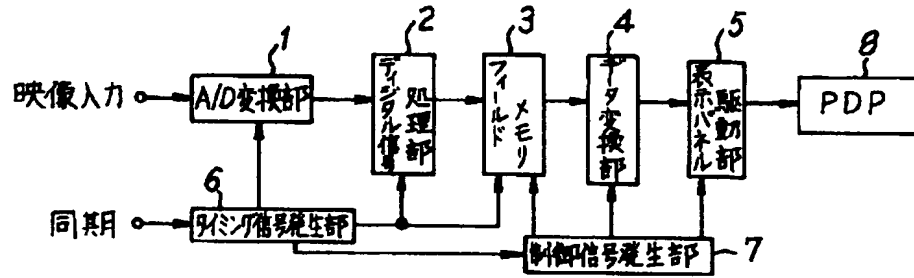 1
2
3
4
5
8
映像入力
A/D変換部
ディジタル信号
処理部
フィールド
メモリ
データ変換部
表示パネル
駆動部
PDP
6
同期
タイミング信号発生部
制御信号発生部
7